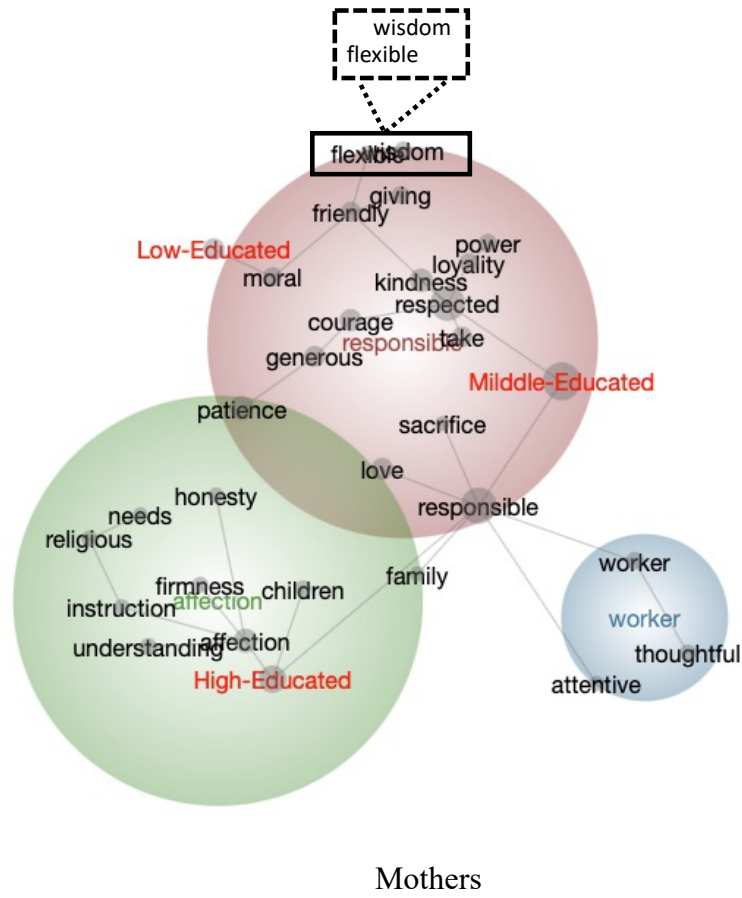 wisdom
flexible
flexible
wisdom
giving
friendly
Low-Educated
power
loyality
moral
kindness
respected
courage
responsible
take
generous
Milddle-Educated
patience
sacrifice
love
honesty
responsible
needs
religious
worker
family
firmness
children
affection
instruction
worker
understanding
affection
thoughtful
High-Educated
attentive
Mothers